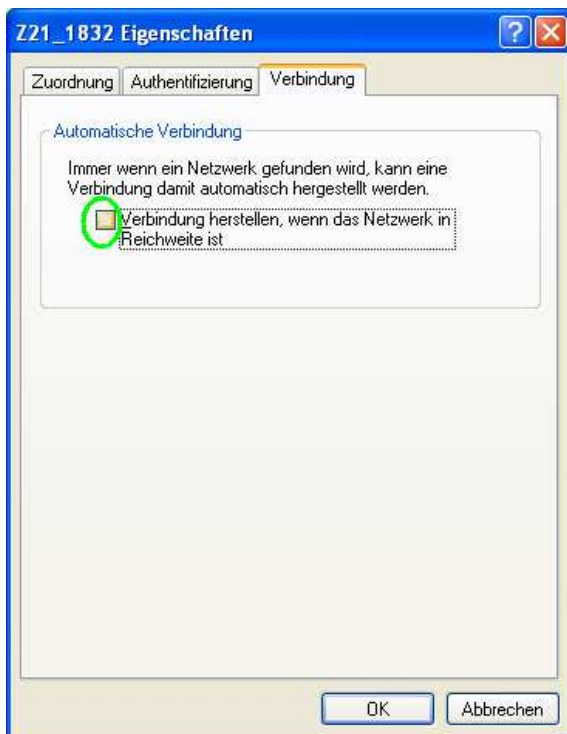 Z21_1832 Eigenschaften
Zuordnung Authentifizierung Verbindung
Automatische Verbindung
Immer wenn ein Netzwerk gefunden wird, kann eine
Verbindung damit automatisch hergestellt werden.
Verbindung herstellen, wenn das Netzwerk in
Reichweite ist
OK Abbrechen